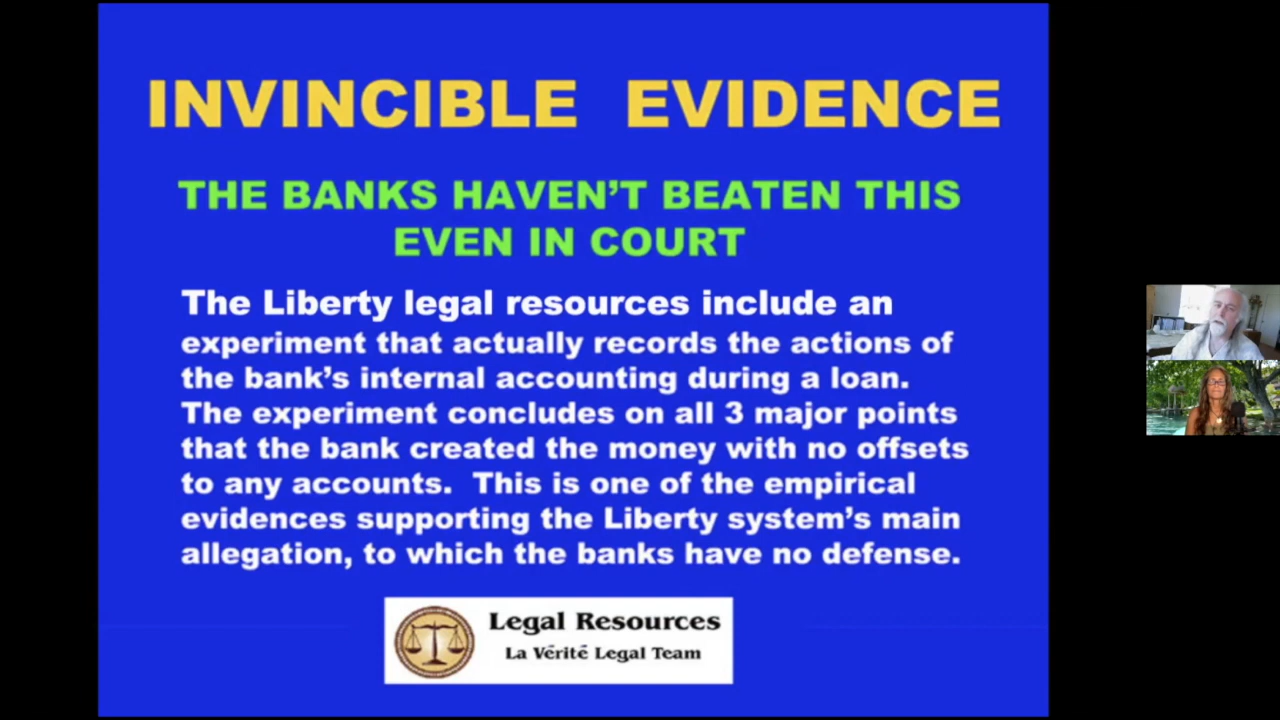 INVINCIBLE EVIDENCE
THE BANKS HAVEN'T BEATEN THIS
EVEN IN COURT
The Liberty legal resources include an
experiment that actually records the actions of
the bank's internal accounting during a loan.
The experiment concludes on all 3 major points
that the bank created the money with no offsets
to any accounts. This is one of the empirical
evidences supporting the Liberty system's main
allegation, to which the banks have no defense.
Legal Resources
La Vérité Legal Team